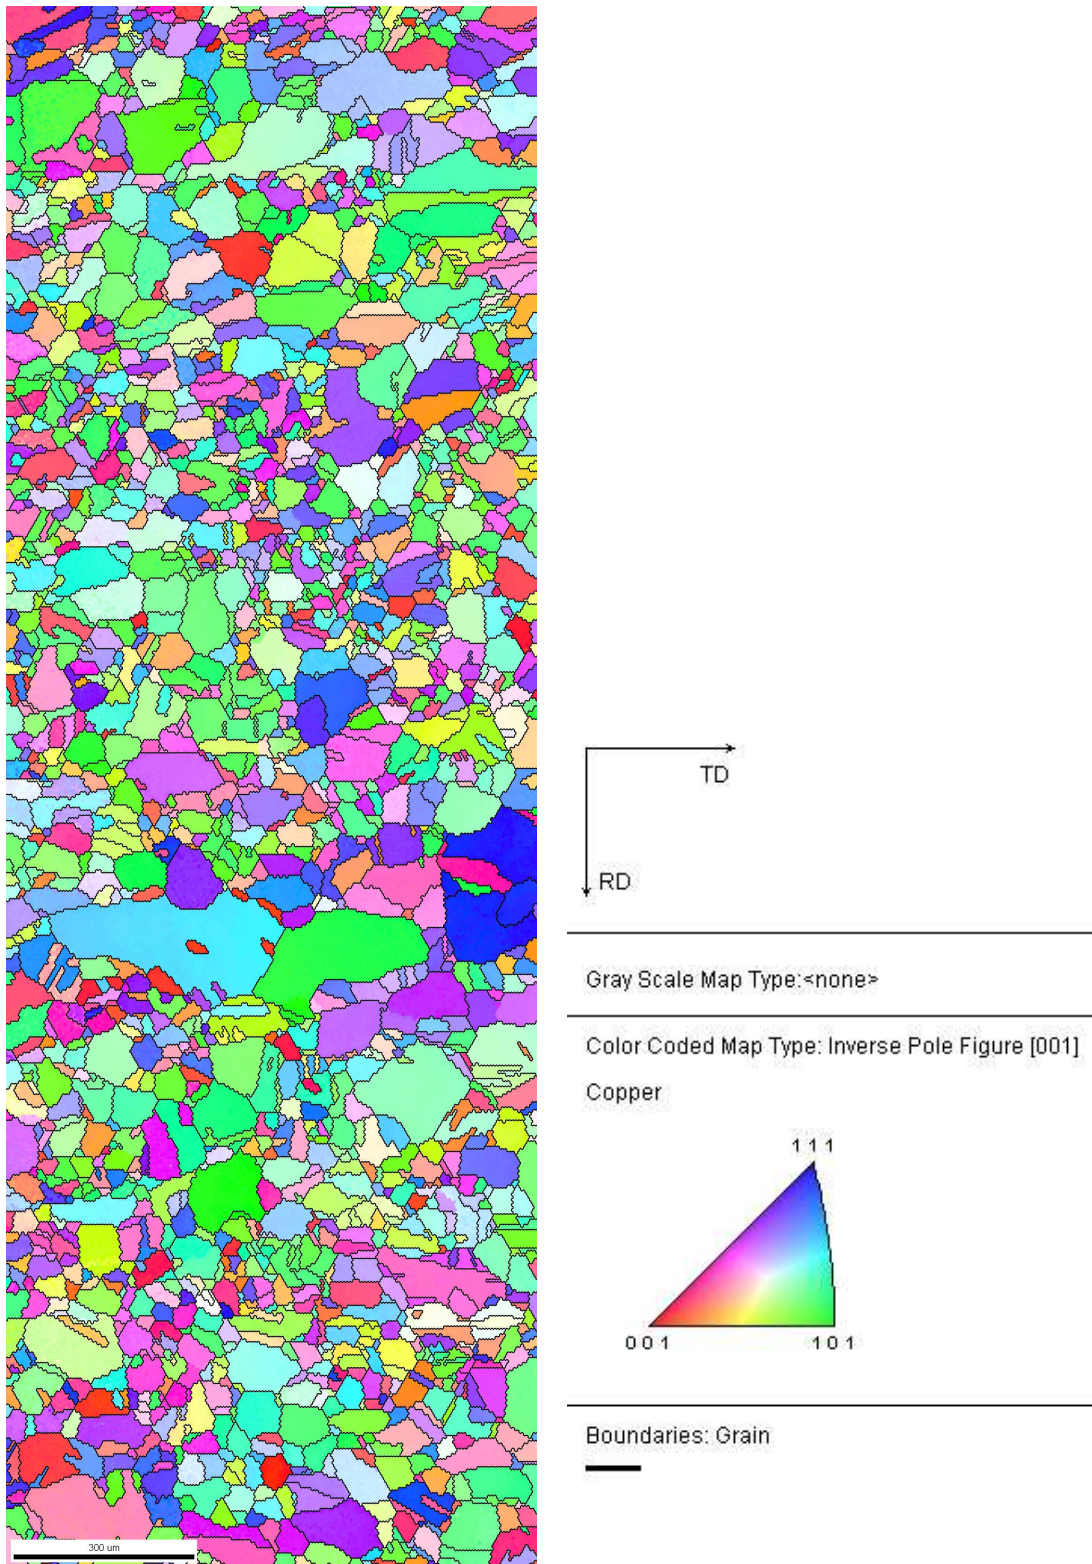 TD
RD
Gray Scale Map Type:<none>
Color Coded Map Type: Inverse Pole Figure [001]
Copper
1 1 1
0 0 1
1 0 1
Boundaries: Grain
300 um